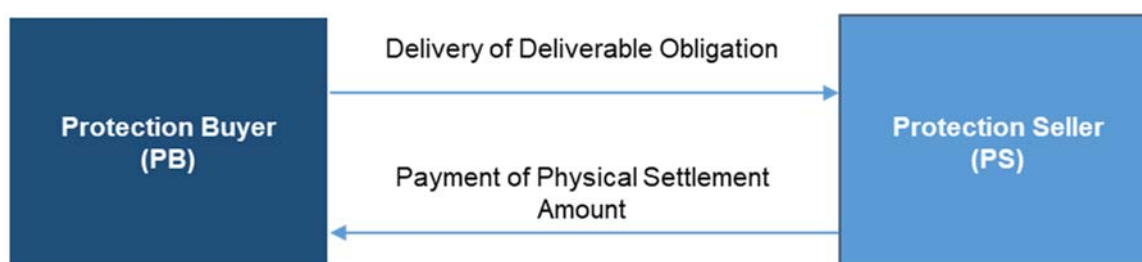 Delivery of Deliverable Obligation
Protection Buyer
(PB)
Protection Seller
(PS)
Payment of Physical Settlement
Amount